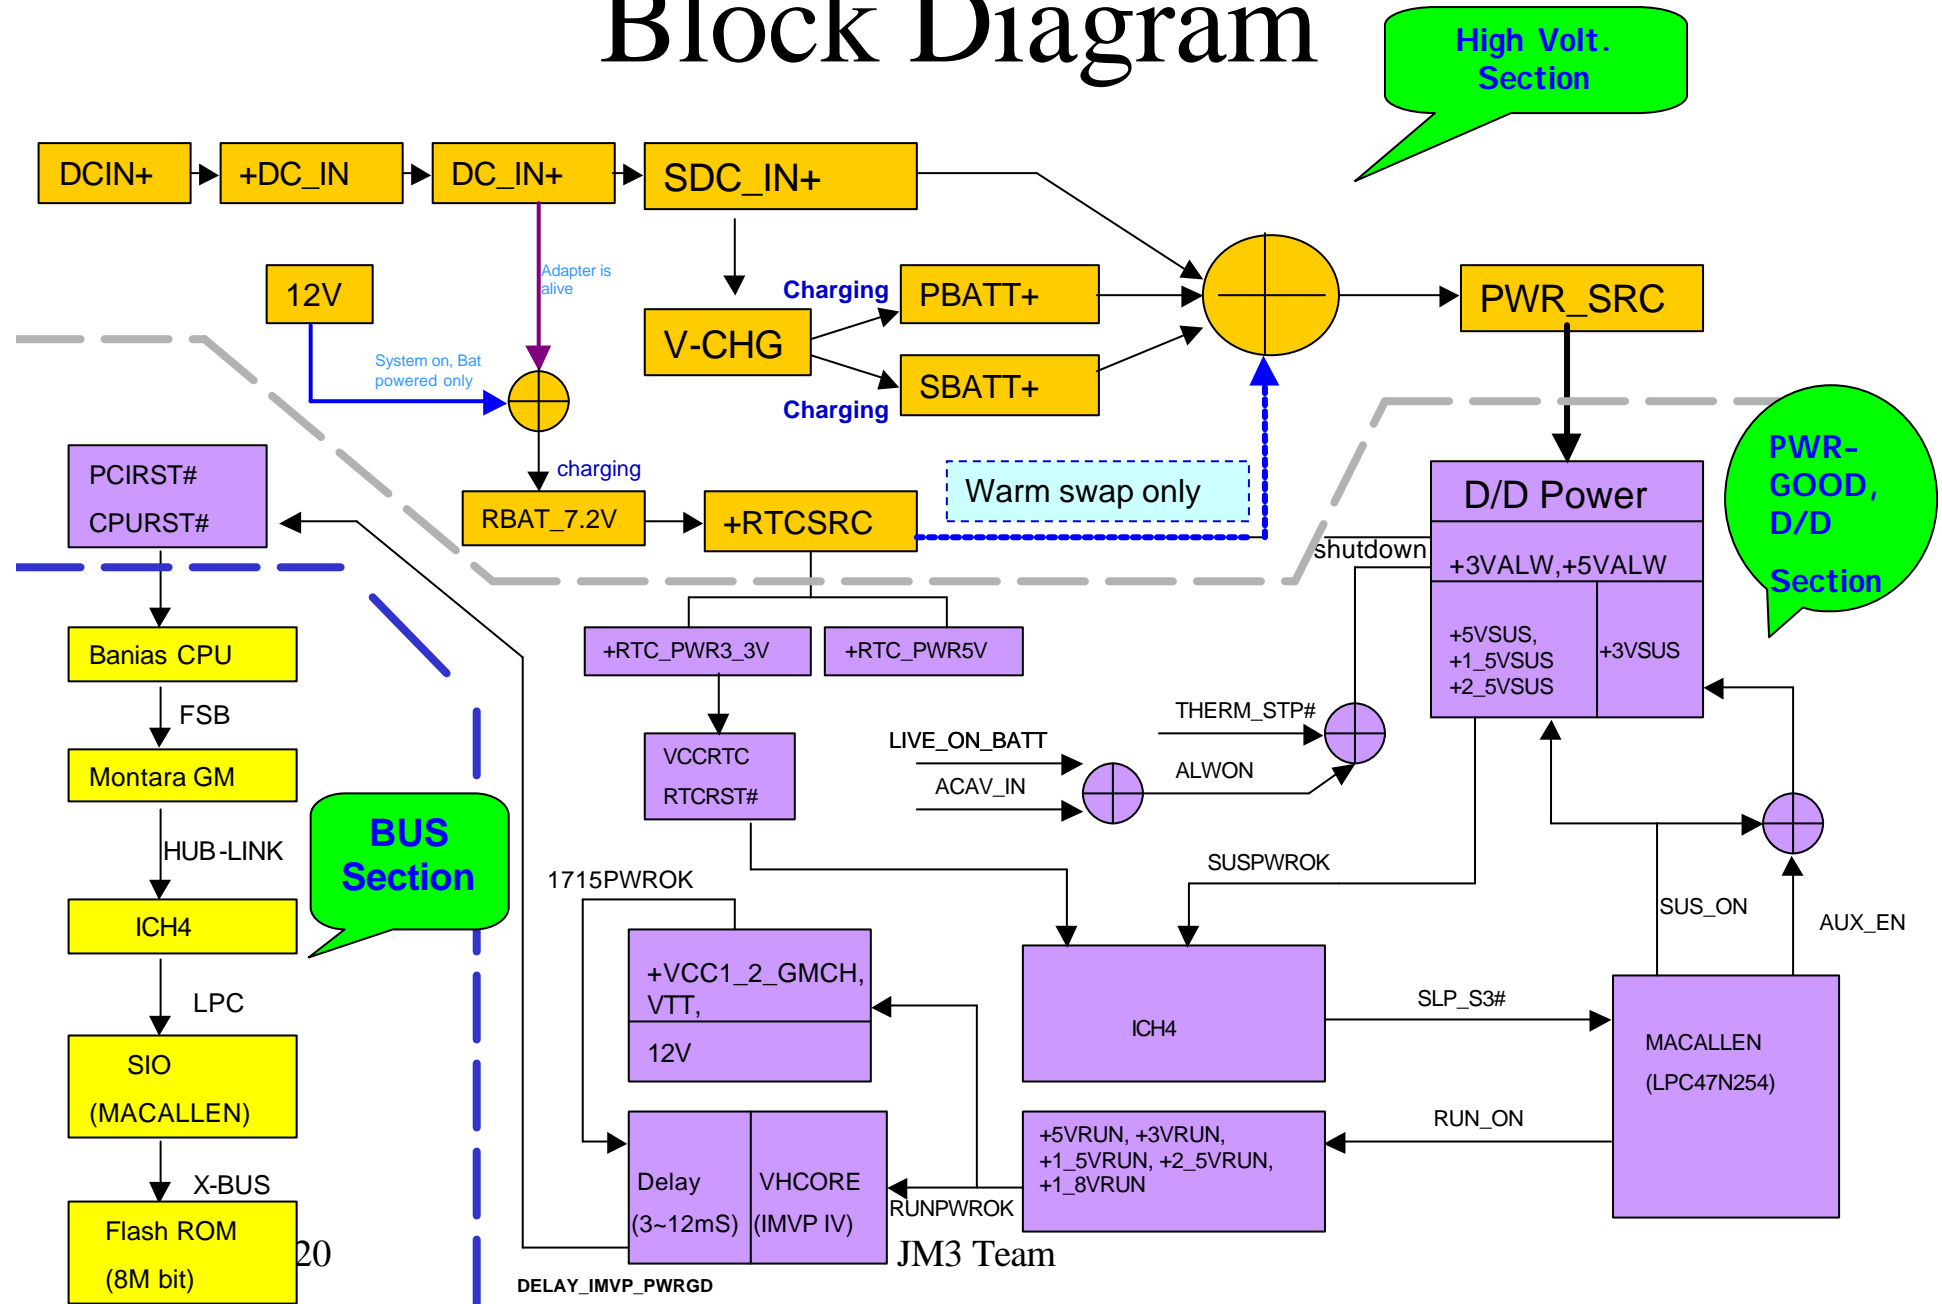 Block Diagram
High Volt.
Section
DCIN+
+DC_IN
DC_IN+
SDC_IN+
Adapter is
alive
12V
Charging
PBATT+
PWR_SRC
V-CHG
System on, Bat
powered only
SBATT+
Charging
PWR-
GOOD,
D/D
Section
PCIRST#
CPURST#
charging
RBAT_7.2V
+RTCSRC
Warm swap only
D/D Power
shutdown
+3VALW,+5VALW
+5VSUS,
+1_5VSUS
+2_5VSUS
+3VSUS
Banias CPU
+RTC_PWR3_3V
+RTC_PWR5V
FSB
THERM_STP#
LIVE_ON_BATT
VCCRTC
RTCRST#
ACAV_IN
ALWON
Montara GM
BUS
Section
HUB-LINK
1715PWROK
SUSPWROK
SUS_ON
AUX_EN
ICH4
+VCC1_2_GMCH,
VTT,
12V
LPC
ICH4
SLP_S3#
MACALLEN
(LPC47N254)
SIO
(MACALLEN)
RUN_ON
+5VRUN, +3VRUN,
+1_5VRUN, +2_5VRUN,
+1_8VRUN
Delay
(3~12mS)
VHCORE
(IMVP IV)
RUNPWROK
X-BUS
Flash ROM
(8M bit)
20
JM3 Team
DELAY_IMVP_PWRGD